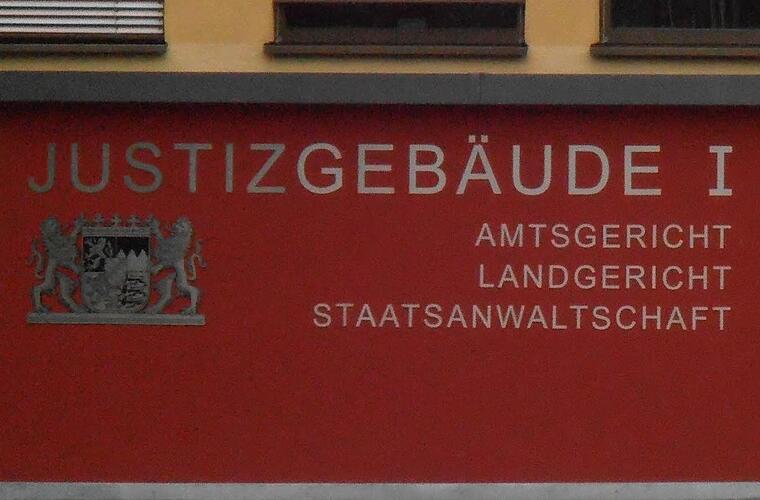 JUSTIZGEBÄUDE I
AMTSGERICHT
LANDGERICHT
STAATSANWALTSCHAFT